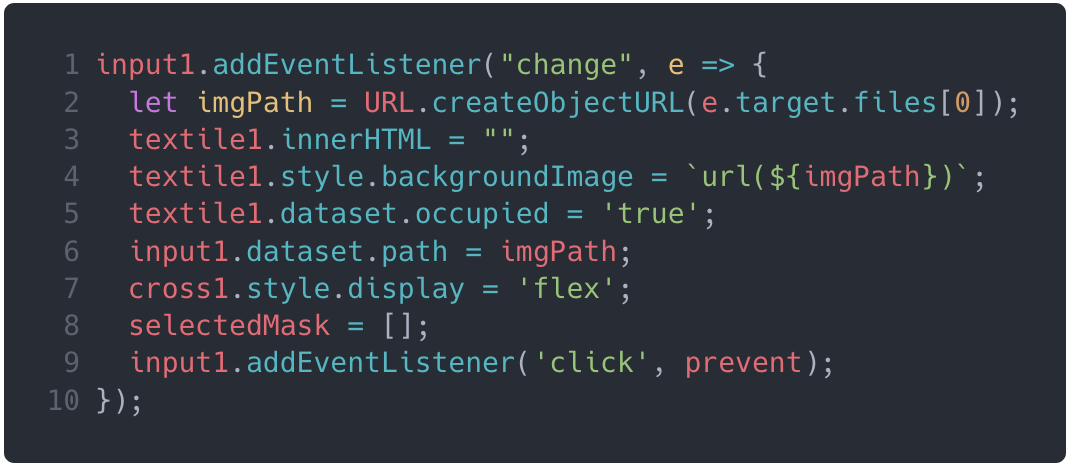 1 input1.addEventListener("change", e => {
2   let imgPath = URL.createObjectURL(e.target.files[0]);
3   textile1.innerHTML = "";
4   textile1.style.backgroundImage = `url(${imgPath})`;
5   textile1.dataset.occupied = 'true';
6   input1.dataset.path = imgPath;
7   cross1.style.display = 'flex';
8   selectedMask = [];
9   input1.addEventListener('click', prevent);
10 });